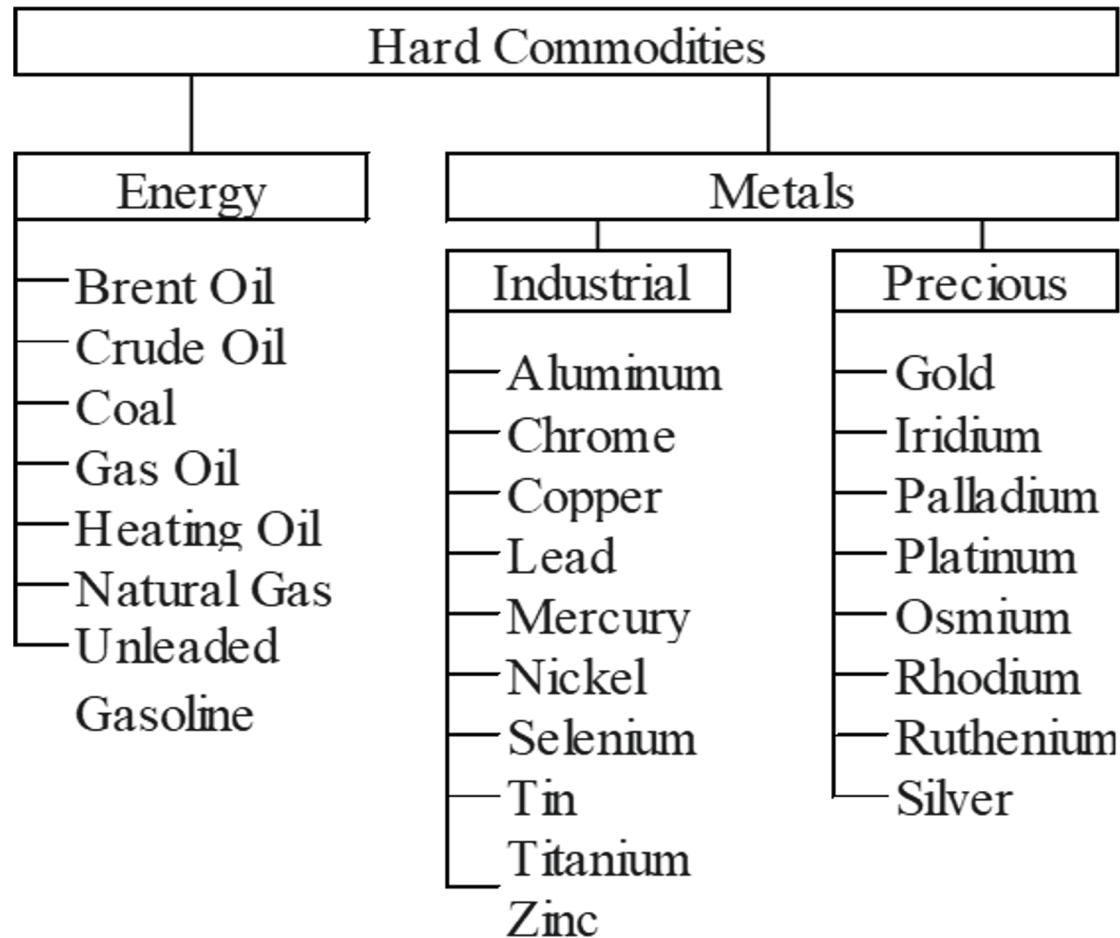 Hard Commodities
Energy
Brent Oil
Crude Oil
Coal
Gas Oil
Heating Oil
Natural Gas
Unleaded
Gasoline
Metals
Industrial
Aluminum
Chrome
Copper
Lead
Mercury
Nickel
Selenium
Tin
Titanium
Zinc
Precious
Gold
Iridium
Palladium
Platinum
Osmium
Rhodium
Ruthenium
Silver